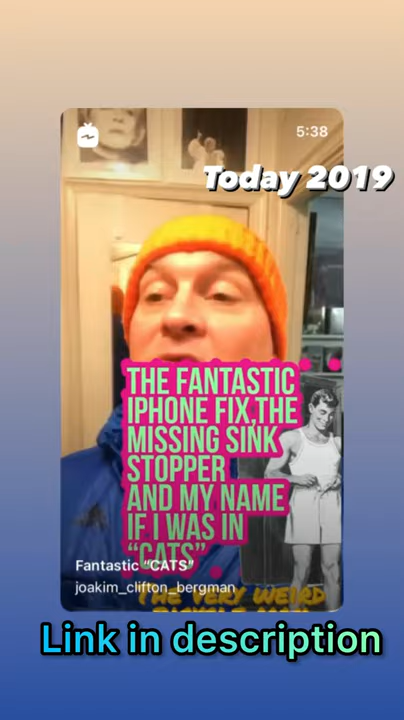 5:38
Today 2019
THE FANTASTIC
IPHONE FIX,THE
MISSING SINK
STOPPER
AND MY NAME
IF I WAS IN
“CATS”
Fantastic “CATS”
joakim_clifton_bergman
THE VERY WEIRD
Link in description